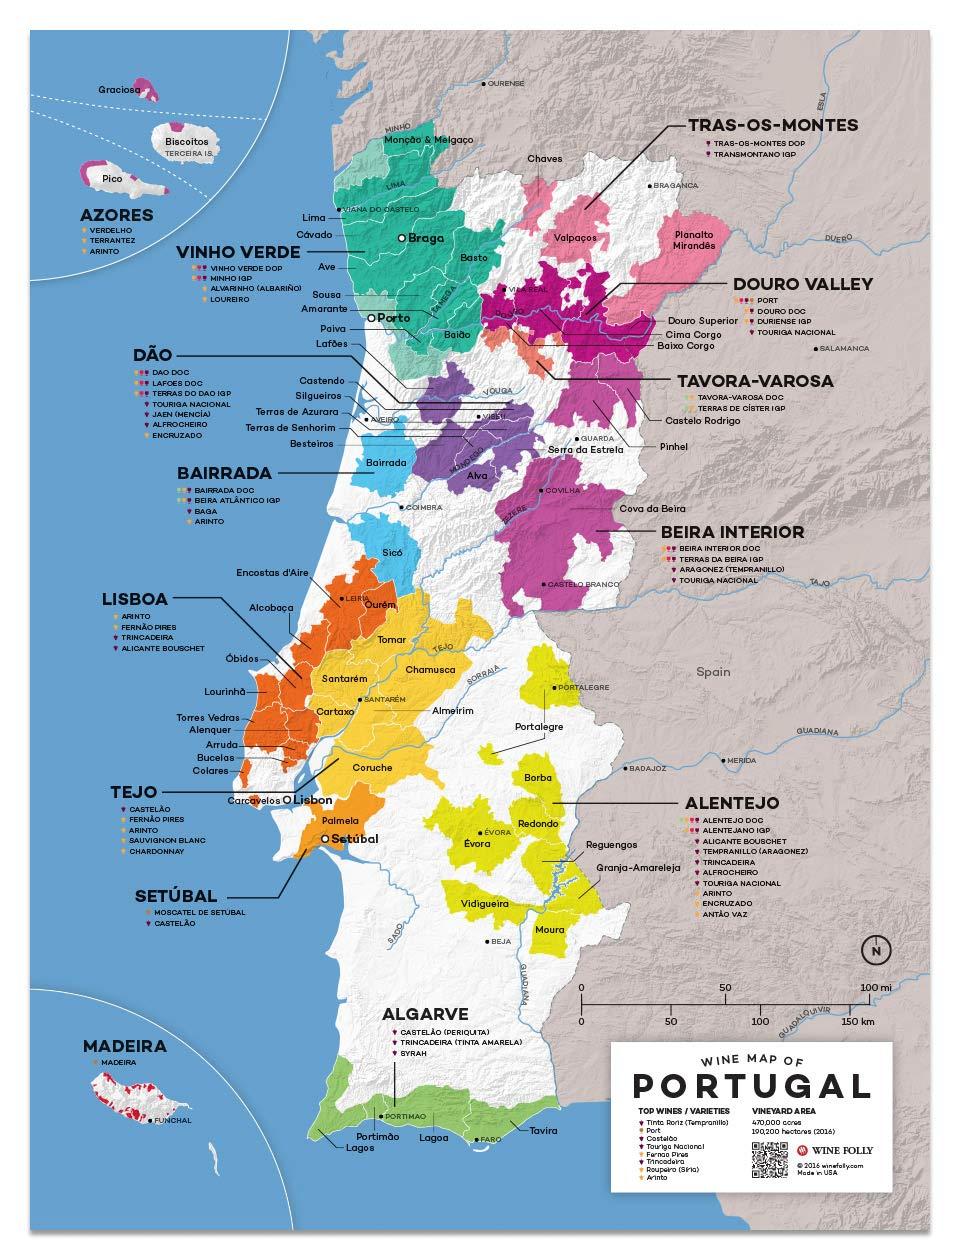 OURENSE
ESLA
Graciosa
Biscoitos
TERCEIRA IS.
Pico
AZORES
VERDELHO
TERRANTEZ
ARINTO
MINHO
Monção & Melgaço
LIMA
VIANA DO CASTELO
Lima
Cávado
Braga
Basto
VINHO VERDE
VINHO VERDE DOP
MINHO IGP
ALVARINHO (ALBARIÑO)
LOUREIRO
Ave
Sousa
Amarante
TAMEGA
Porto
Paiva
Baião
Lafões
Chaves
TRAS-OS-MONTES
TRAS-OS-MONTES DOP
TRANSMONTANO IGP
BRAGANCA
Valpaços
Planalto
Mirandês
DUERO
VILA REAL
DOURO
DOURO VALLEY
PORT
DOURO DOC
DURIENSE IGP
TOURIGA NACIONAL
Douro Superior
Cima Corgo
Baixo Corgo
SALAMANCA
DÃO
DAO DOC
LAFOES DOC
TERRAS DO DAO IGP
TOURIGA NACIONAL
JAEN (MENCÍA)
ALFROCHEIRO
ENCRUZADO
Castendo
Silgueiros
Terras de Azurara
Terras de Senhorim
Besteiros
VOUGA
AVEIRO
VISEU
MONDEGO
Alva
TAVORA-VAROSA
TAVORA-VAROSA DOC
TERRAS DE CÍSTER IGP
Castelo Rodrigo
Pinhel
GUARDA
Serra da Estrela
BAIRRADA
BAIRRADA DOC
BEIRA ATLÂNTICO IGP
BAGA
ARINTO
Bairrada
COIMBRA
COVILHA
ZEZERE
Cova da Beira
BEIRA INTERIOR
BEIRA INTERIOR DOC
TERRAS DA BEIRA IGP
ARAGONEZ (TEMPRANILLO)
TOURIGA NACIONAL
CASTELO BRANCO
TAJO
Sicó
Encostas d'Aire
LEIRIA
Ourém
LISBOA
ARINTO
FERNÃO PIRES
TRINCADEIRA
ALICANTE BOUSCHET
Alcobaça
Óbidos
Lourinhã
Torres Vedras
Alenquer
Arruda
Bucelas
Colares
Carcavelos
Lisbon
Tomar
TEJO
Chamusca
SORRAIA
Santarém
SANTARÉM
Cartaxo
Almeirim
Coruche
TEJO
CASTELÃO
FERNÃO PIRES
ARINTO
SAUVIGNON BLANC
CHARDONNAY
Palmela
Setúbal
SETÚBAL
MOSCATEL DE SETÚBAL
CASTELÃO
Spain
PORTALEGRE
Portalegre
GUADIANA
MERIDA
BADAJOZ
Borba
Redondo
ÉVORA
Évora
Reguengos
Granja-Amareleja
Vidigueira
Moura
BEJA
SADO
GUADIANA
ALENTEJO
ALENTEJO DOC
ALENTEJANO IGP
ALICANTE BOUSCHET
TEMPRANILLO (ARAGONEZ)
TRINCADEIRA
ALFROCHEIRO
TOURIGA NACIONAL
ARINTO
ENCRUZADO
ANTÃO VAZ
N
0 50 100 mi
0 50 100 150 km
GUADALQUIVIR
ALGARVE
CASTELÃO (PERIQUITA)
TRINCADEIRA (TINTA AMARELA)
SYRAH
PORTIMAO
Portimão
Lagos
Lagoa
FARO
Tavira
MADEIRA
MADEIRA
FUNCHAL
WINE MAP OF
PORTUGAL
TOP WINES / VARIETIES
Tinta Roriz (Tempranillo)
Port
Castelão
Touriga Nacional
Fernao Pires
Trincadeira
Roupeiro (Síria)
Arinto
VINEYARD AREA
470,000 acres
190,200 hectares (2016)
WINE FOLLY
© 2016 winefolly.com
Made in USA